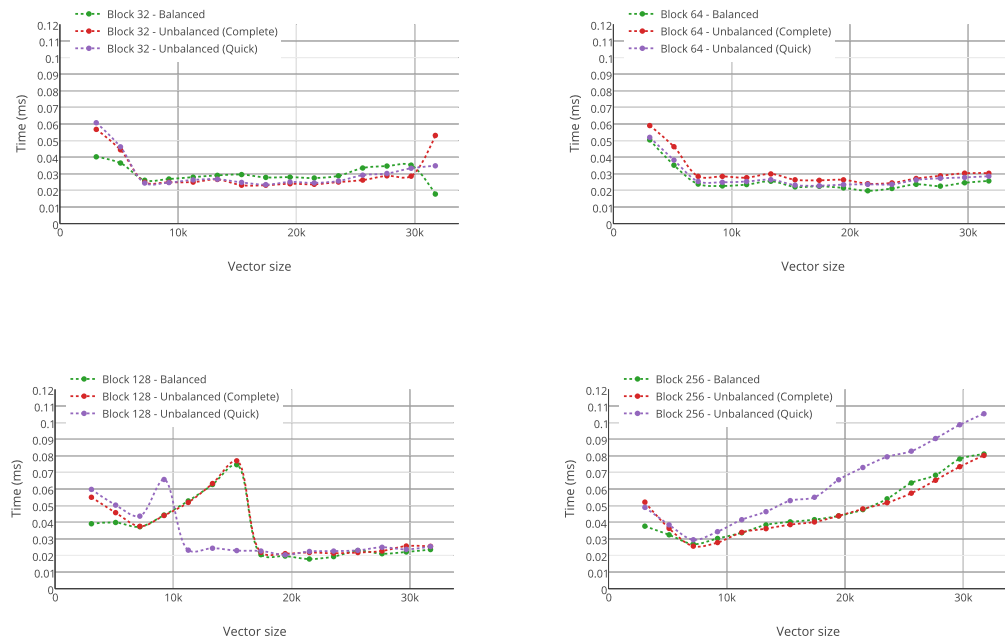 Block 32 - Balanced
Block 32 - Unbalanced (Complete)
Block 32 - Unbalanced (Quick)
0.12
0.11
0.1
0.09
0.08
0.07
0.06
0.05
0.04
0.03
0.02
0.01
0
Time (ms)
0 10k 20k 30k
Vector size
Block 64 - Balanced
Block 64 - Unbalanced (Complete)
Block 64 - Unbalanced (Quick)
0.12
0.11
0.1
0.09
0.08
0.07
0.06
0.05
0.04
0.03
0.02
0.01
0
Time (ms)
0 10k 20k 30k
Vector size
Block 128 - Balanced
Block 128 - Unbalanced (Complete)
Block 128 - Unbalanced (Quick)
0.12
0.11
0.1
0.09
0.08
0.07
0.06
0.05
0.04
0.03
0.02
0.01
0
Time (ms)
0 10k 20k 30k
Vector size
Block 256 - Balanced
Block 256 - Unbalanced (Complete)
Block 256 - Unbalanced (Quick)
0.12
0.11
0.1
0.09
0.08
0.07
0.06
0.05
0.04
0.03
0.02
0.01
0
Time (ms)
0 10k 20k 30k
Vector size